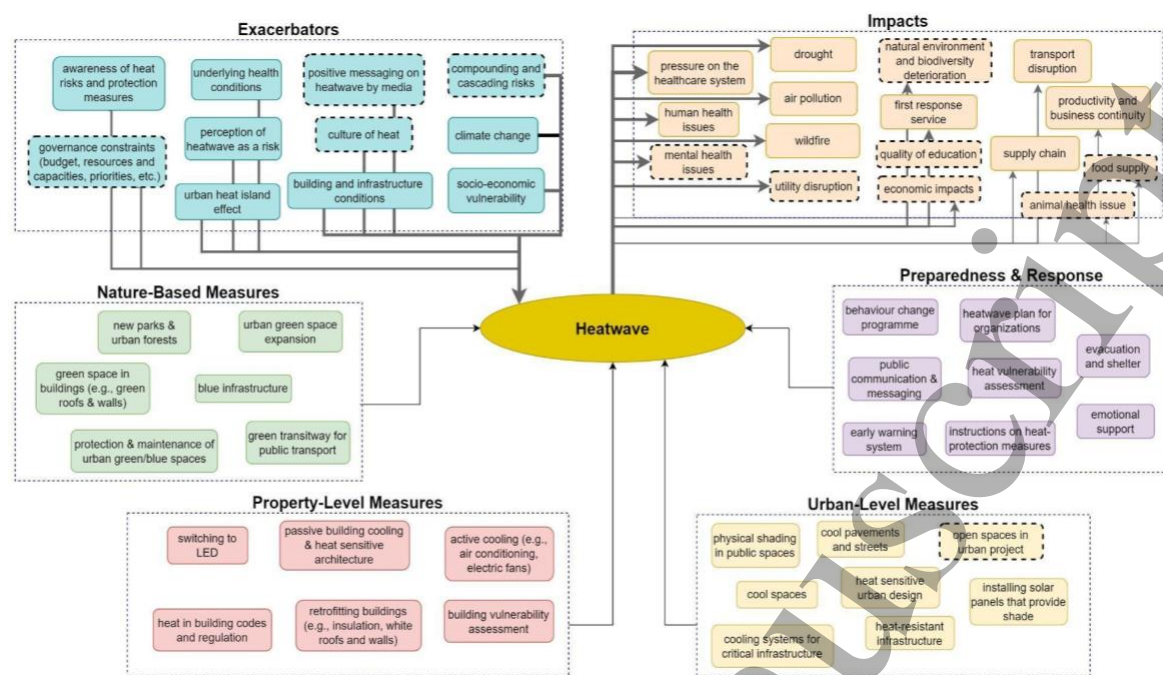 Exacerbators
awareness of heat
risks and protection
measures
underlying health
conditions
positive messaging on
heatwave by media
compounding and
cascading risks
governance constraints
(budget, resources and
capacities, priorities, etc.)
perception of
heatwave as a risk
culture of heat
climate change
urban heat island
effect
building and infrastructure
conditions
socio-economic
vulnerability
Impacts
pressure on the
healthcare system
drought
natural environment
and biodiversity
deterioration
transport
disruption
human health
issues
air pollution
first response
service
productivity and
business continuity
mental health
issues
wildfire
quality of education
supply chain
food supply
utility disruption
economic impacts
animal health issue
Heatwave
Nature-Based Measures
new parks &
urban forests
urban green space
expansion
green space in
buildings (e.g., green
roofs & walls)
blue infrastructure
protection & maintenance of
urban green/blue spaces
green transitway for
public transport
Preparedness & Response
behaviour change
programme
heatwave plan for
organizations
evacuation
and shelter
public
communication &
messaging
heat vulnerability
assessment
emotional
support
early warning
system
instructions on heat-
protection measures
Property-Level Measures
switching to
LED
passive building cooling
& heat sensitive
architecture
active cooling (e.g.,
air conditioning,
electric fans)
heat in building codes
and regulation
retrofitting buildings
(e.g., insulation, white
roofs and walls)
building vulnerability
assessment
Urban-Level Measures
physical shading
in public spaces
cool pavements
and streets
open spaces in
urban project
cool spaces
heat sensitive
urban design
installing solar
panels that provide
shade
cooling systems for
critical infrastructure
heat-resistant
infrastructure
uscript